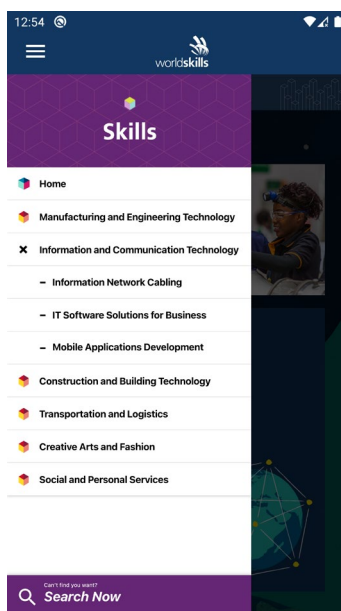 12:54
worldskills
Skills
Home
Manufacturing and Engineering Technology
Information and Communication Technology
– Information Network Cabling
– IT Software Solutions for Business
– Mobile Applications Development
Construction and Building Technology
Transportation and Logistics
Creative Arts and Fashion
Social and Personal Services
Can't find you want?
Search Now